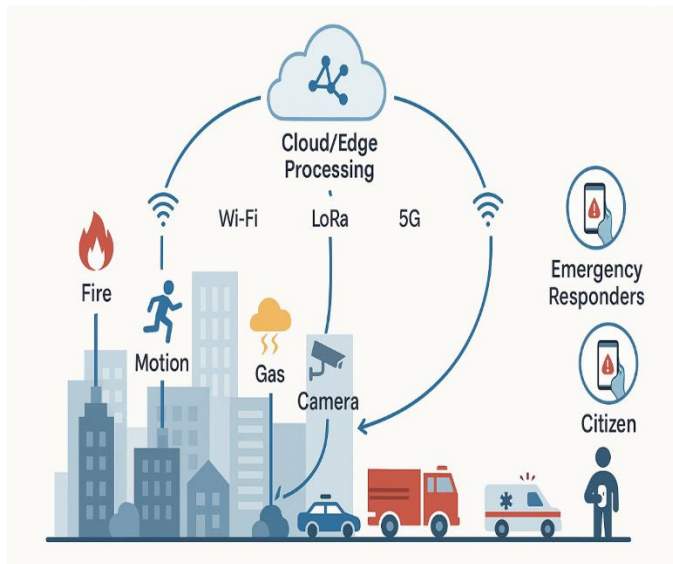 Cloud/Edge
Processing
Wi-Fi
LoRa
5G
Fire
Motion
Gas
Camera
Emergency
Responders
Citizen